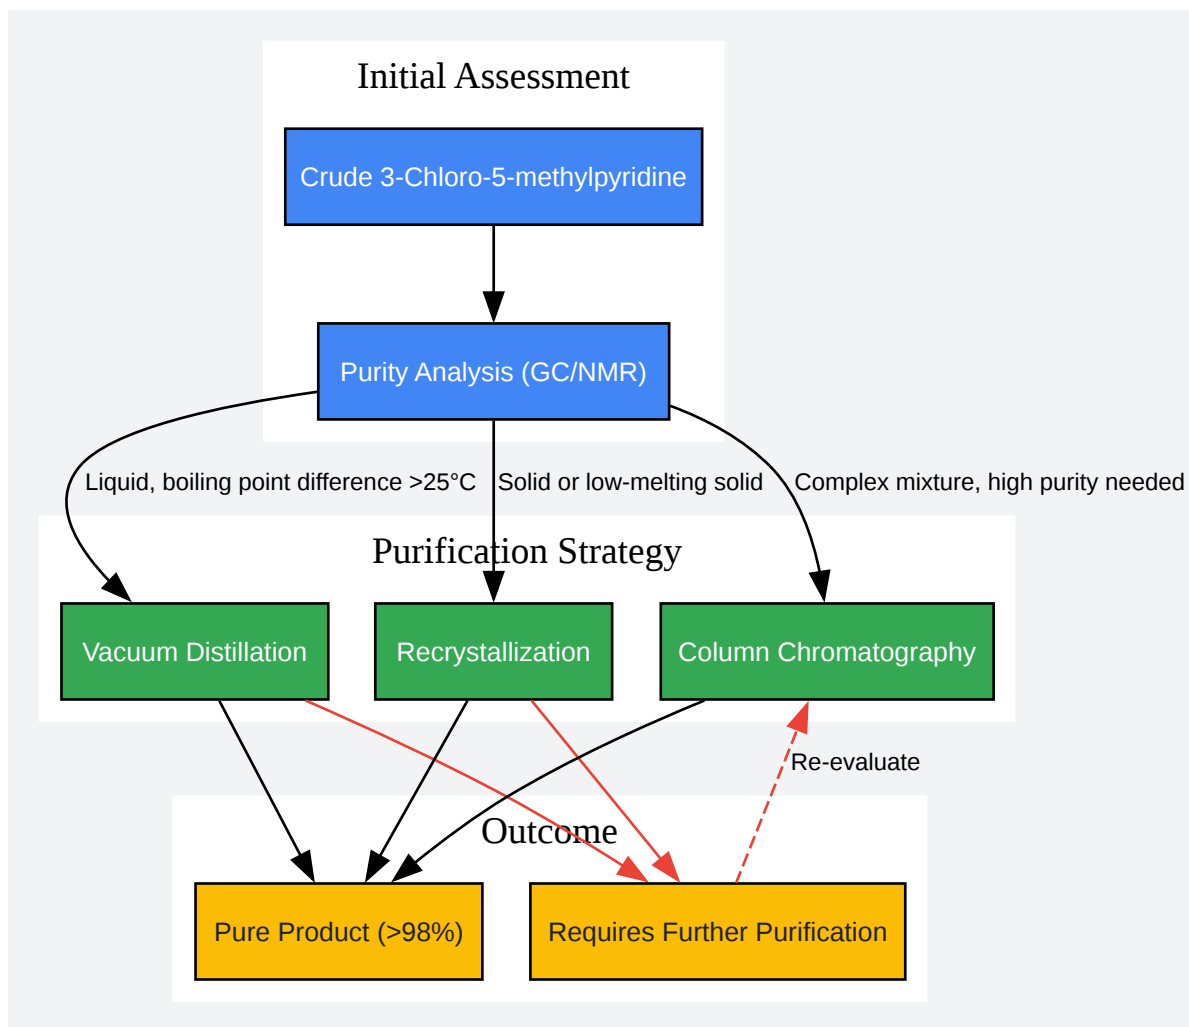 Initial Assessment
Crude 3-Chloro-5-methylpyridine
Purity Analysis (GC/NMR)
Liquid, boiling point difference >25°C
Solid or low-melting solid
Complex mixture, high purity needed
Purification Strategy
Vacuum Distillation
Recrystallization
Column Chromatography
Re-evaluate
Outcome
Pure Product (>98%)
Requires Further Purification